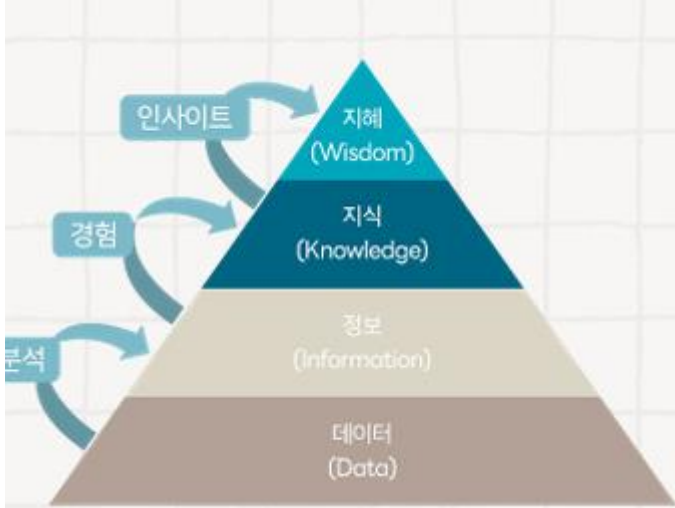 인사이트
지혜
(Wisdom)
경험
지식
(Knowledge)
정보
(Information)
데이터
(Data)